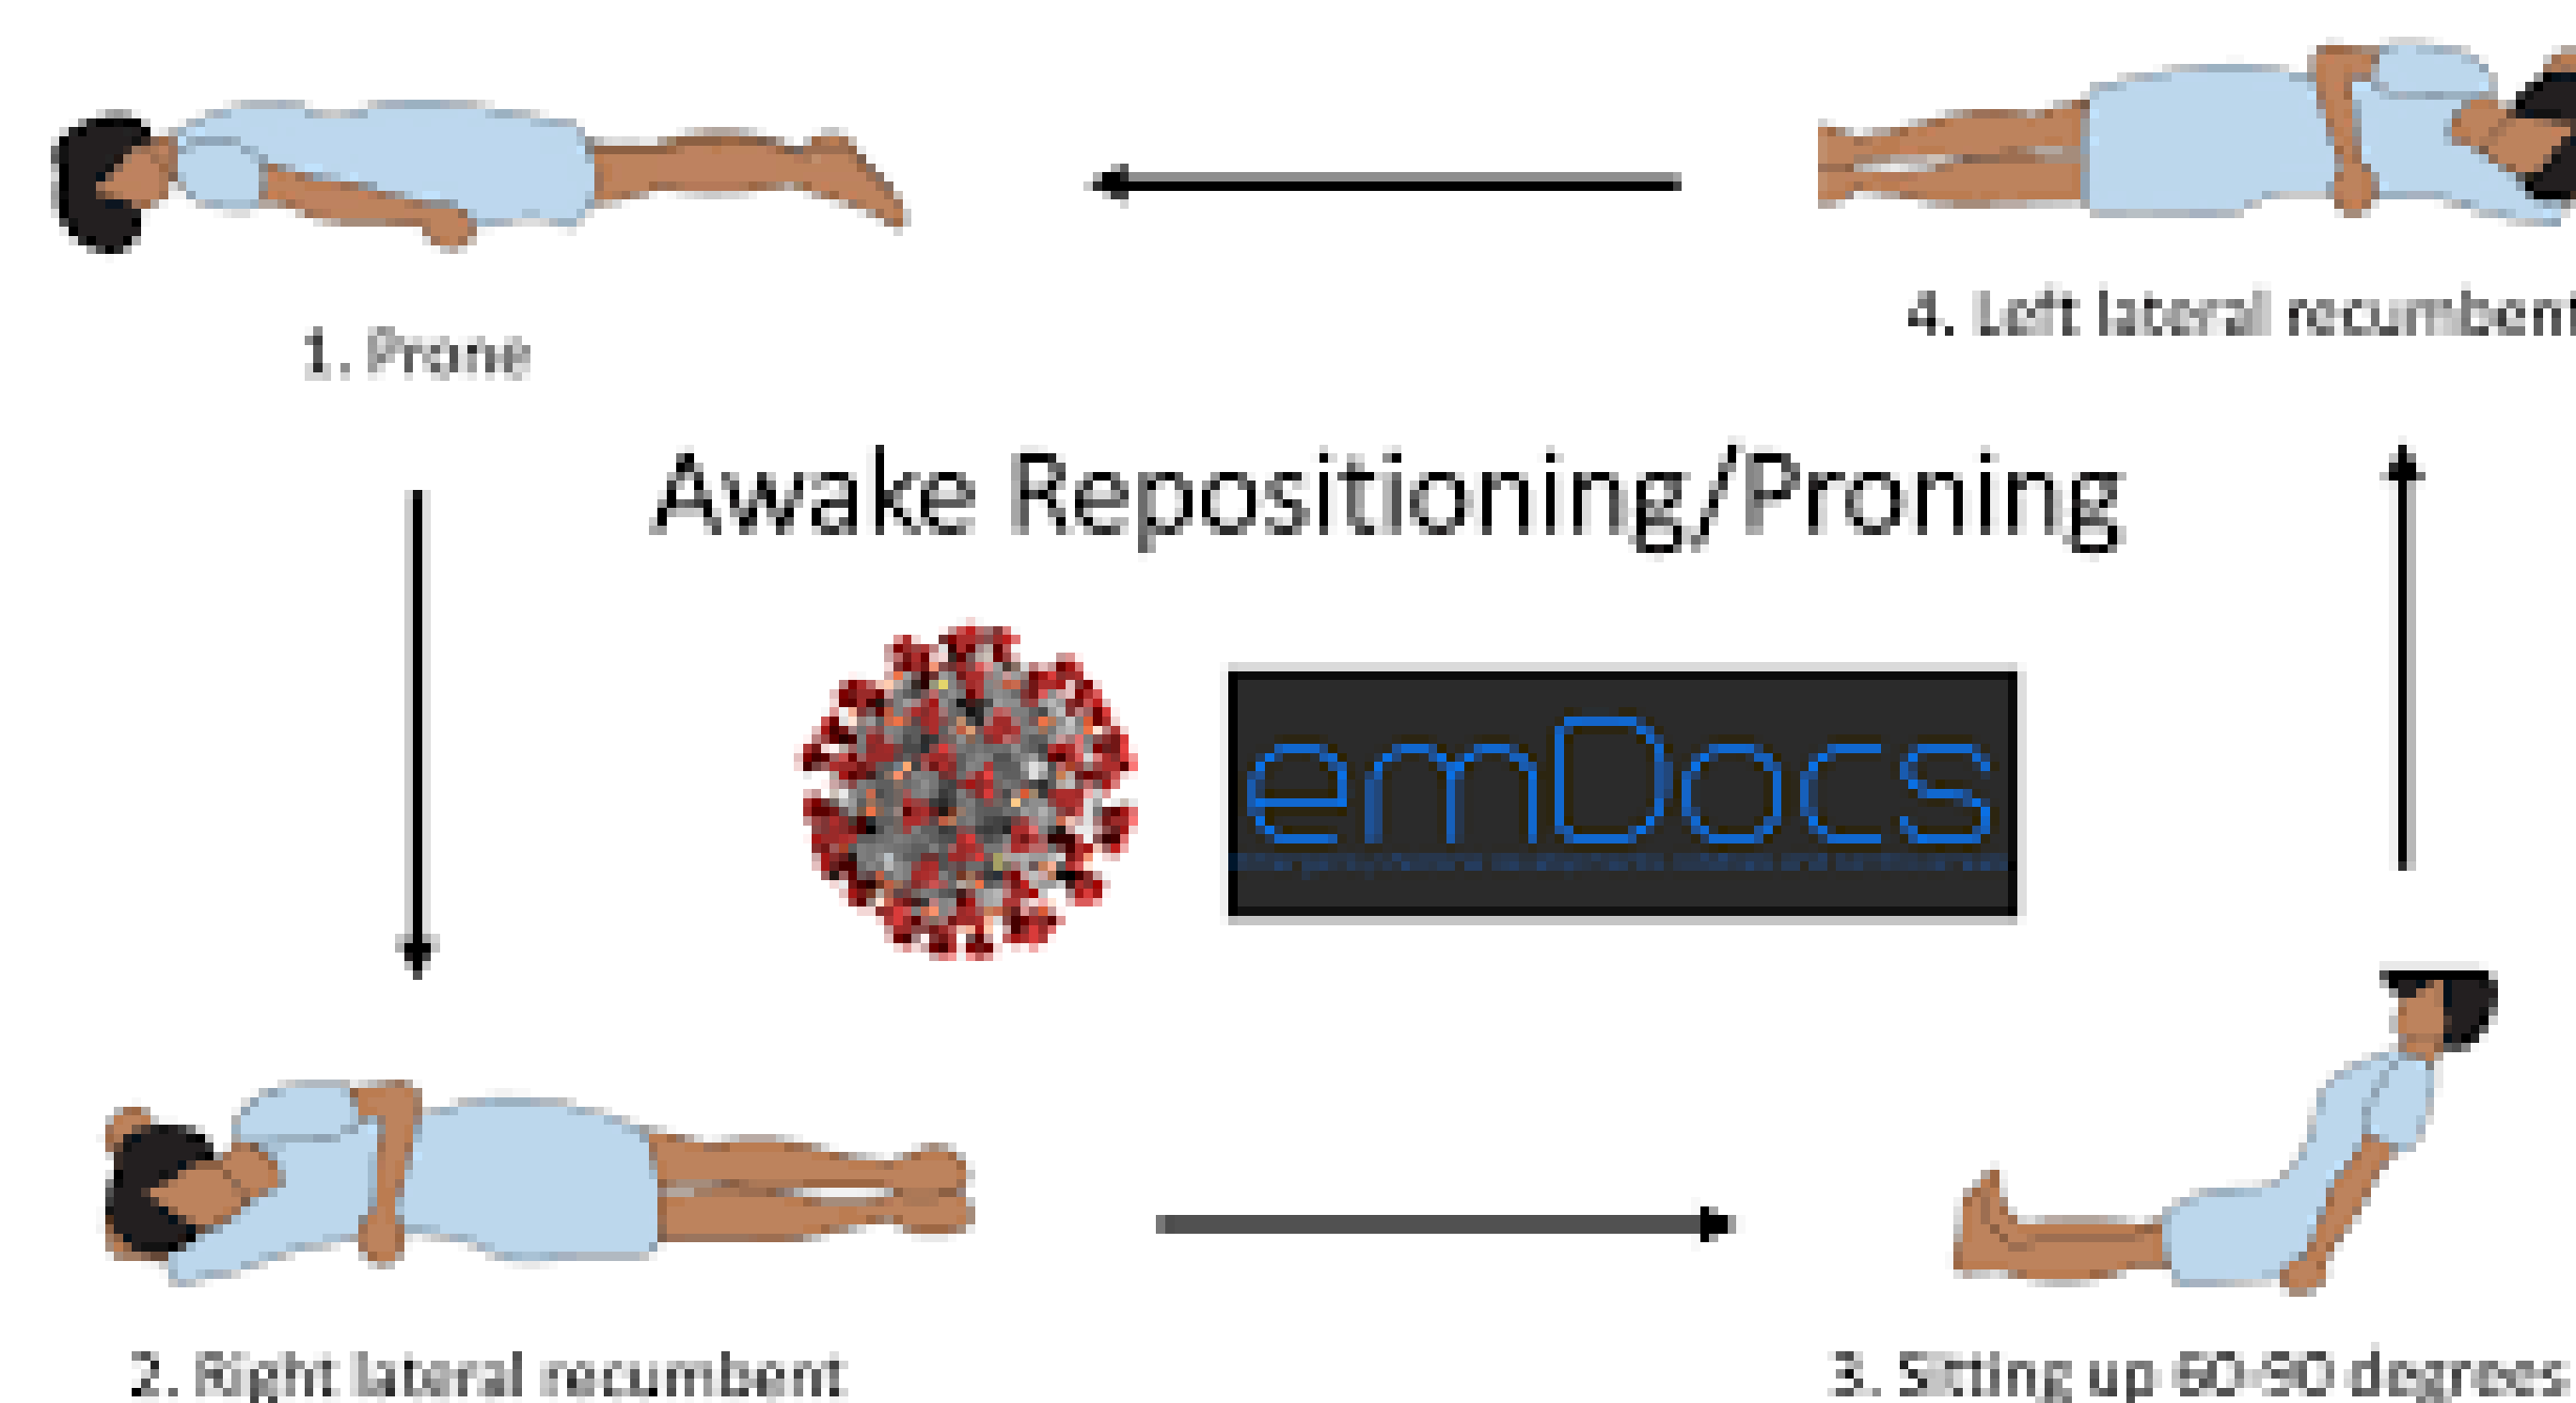 1. Prone
4. Left lateral recumbent
Awake Repositioning/Proning
emDocs
2. Right lateral recumbent
3. Sitting up 60-90 degrees